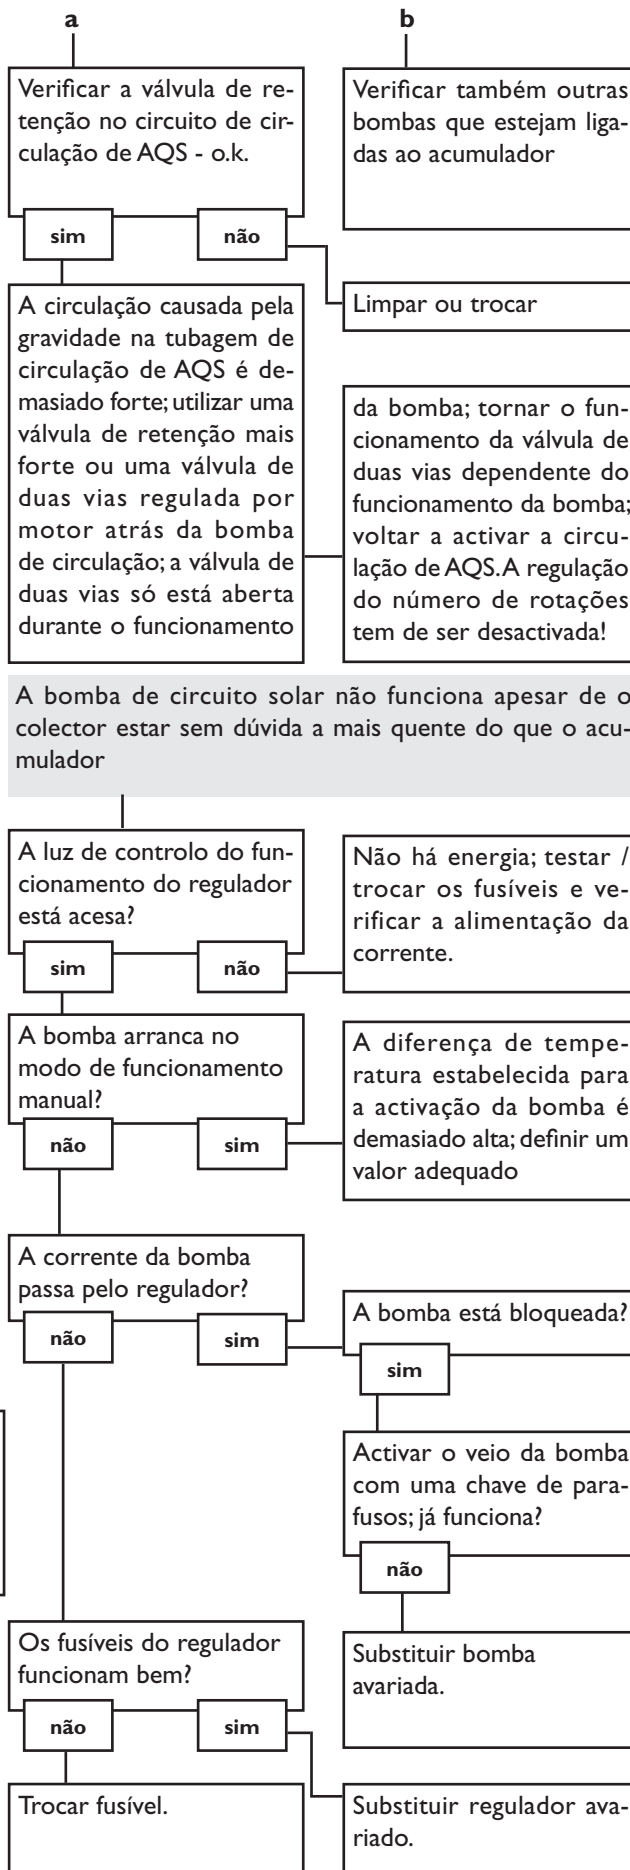 a
b
Verificar a válvula de re-
tenção no circuito de cir-
culação de AQS - o.k.
Verificar também outras
bombas que estejam liga-
das ao acumulador
sim
não
Limpar ou trocar
A circulação causada pela
gravidade na tubagem de
circulação de AQS é de-
masiado forte; utilizar uma
válvula de retenção mais
forte ou uma válvula de
duas vias regulada por
motor atrás da bomba
de circulação; a válvula de
duas vias só está aberta
durante o funcionamento
da bomba; tornar o fun-
cionamento da válvula de
duas vias dependente do
funcionamento da bomba;
voltar a activar a circu-
lação de AQS. A regulação
do número de rotações
tem de ser desactivada!
A bomba de circuito solar não funciona apesar de o
colector estar sem dúvida a mais quente do que o acu-
mulador
A luz de controlo do fun-
cionamento do regulador
está acesa?
sim
não
Não há energia; testar /
trocar os fusíveis e ve-
rificar a alimentação da
corrente.
A bomba arranca no
modo de funcionamento
manual?
não
sim
A diferença de tempe-
ratura estabelecida para
a activação da bomba é
demasiado alta; definir um
valor adequado
A corrente da bomba
passa pelo regulador?
não
sim
A bomba está bloqueada?
sim
Activar o veio da bomba
com uma chave de para-
fusos; já funciona?
não
Substituir bomba
avariada.
Os fusíveis do regulador
funcionam bem?
não
sim
Trocar fusível.
Substituir regulador ava-
riado.